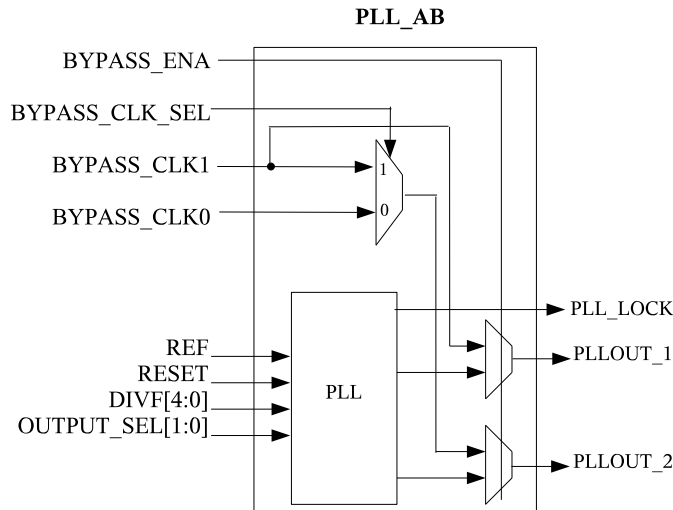 PLL_AB
BYPASS_ENA
BYPASS_CLK_SEL
BYPASS_CLK1
1
BYPASS_CLK0
0
PLL_LOCK
REF
PLLOUT_1
RESET
PLL
DIVF[4:0]
OUTPUT_SEL[1:0]
PLLOUT_2